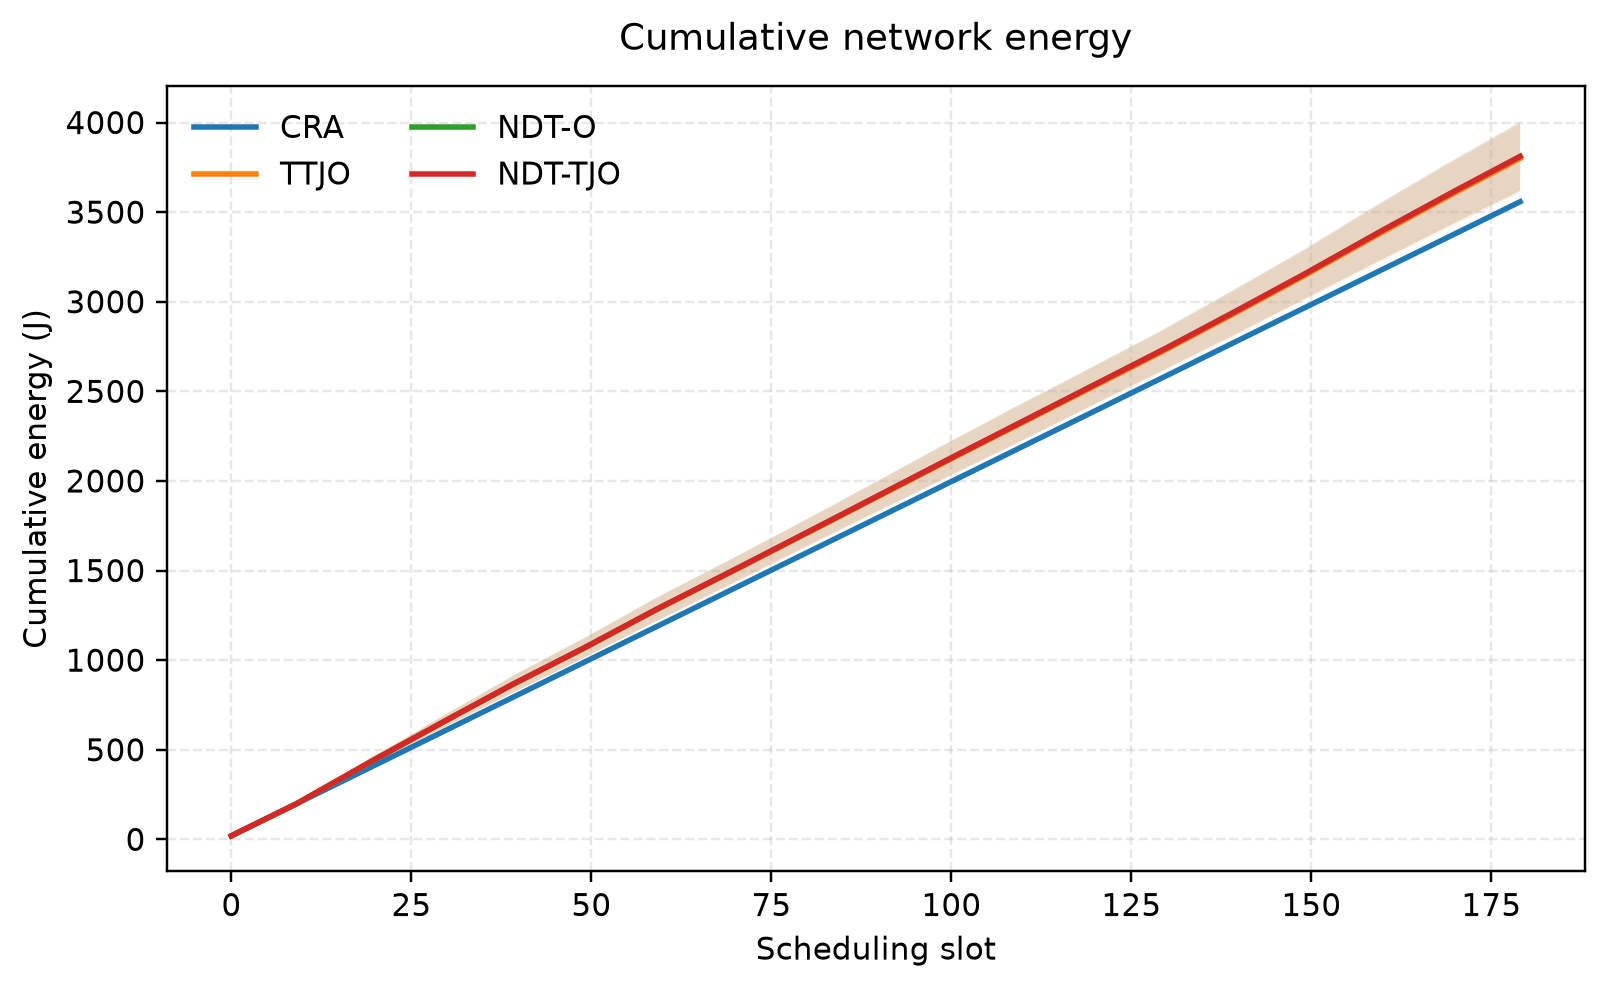 Cumulative network energy
CRA
TTJO
NDT-O
NDT-TJO
4000
3500
3000
2500
2000
1500
1000
500
0
Cumulative energy (J)
0 25 50 75 100 125 150 175
Scheduling slot